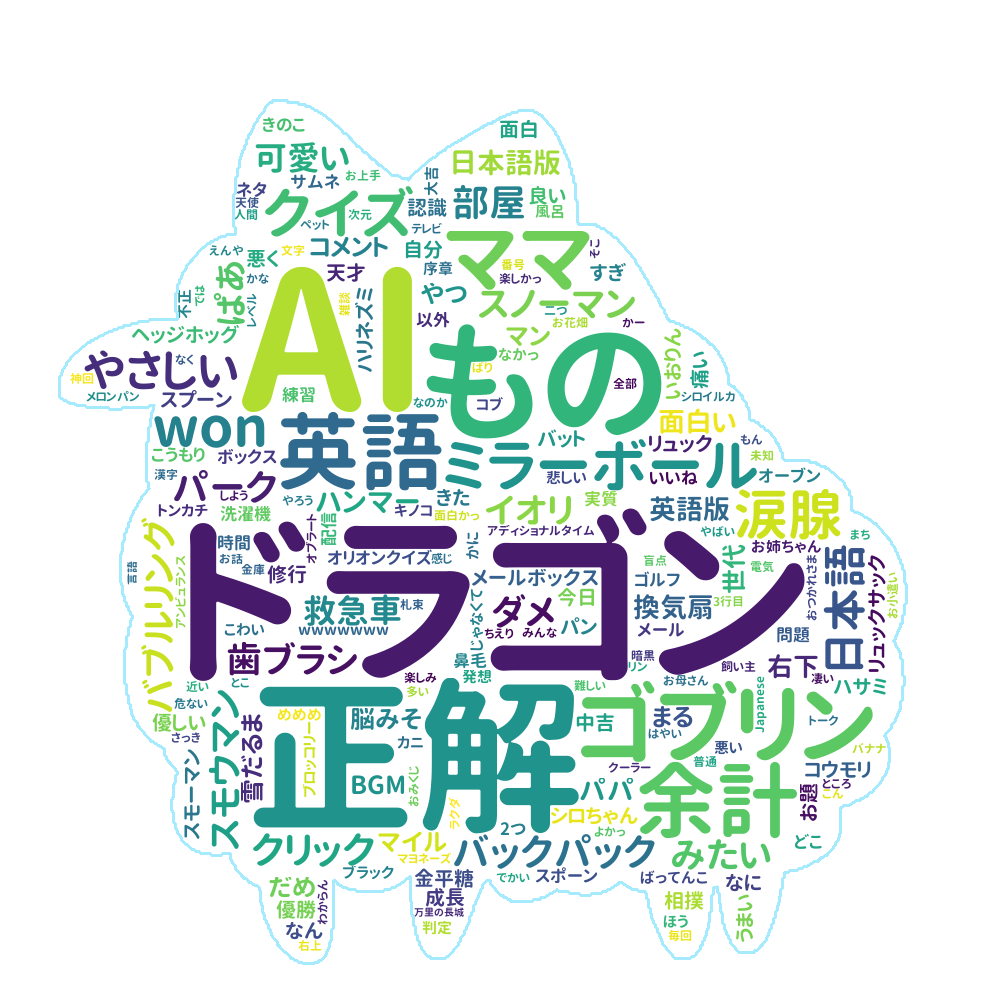 きのこ
面白
可愛い
日本語版
お上手
大吉
サムネ
ネタ
天使
人間
クイズ
次元
ペット
認識
テレビ
部屋
良い
風呂
えんや
悪く
文字
コメント
自分
ママ
そこ
かな
ぱぁ
レベル
では
不正
天才
序章
番号
楽しかっ
すぎ
雑談
ハリネズミ
やつ
スノーマン
二つ
お花畑
かー
以外
マン
AI
もの
ヘッジホッグ
なかっ
ばり
いおりん
痛い
シロイルカ
やさしい
なく
神回
メロンパン
スプーン
練習
なのか
コブ
全部
won
英語
ミラーボール
バット
リュック
面白い
もん
未知
こうもり
ボックス
漢字
悲しい
いいね
オーブン
パーク
しよう
やろう
ハンマー
きた
キノコ
面白かっ
イオリ
実質
英語版
やばい
涙腺
まち
トンカチ
洗濯機
オブラート
配信
アディショナルタイム
時間
お話
金庫
修行
オリオンクイズ
感じ
かに
盲点
世代
お姉ちゃん
電気
おつかれさま
日本語
リュックサック
お小遣い
言語
バブルリング
アンビュランス
ドラゴン
メールボックス
ゴルフ
救急車
札束
じゃなくて
ダメ
今日
換気扇
3行目
こわい
wwwwwww
ちえり
みんな
パン
メール
問題
歯ブラシ
鼻毛
発想
暗黒
リン
飼い主
右下
凄い
ハサミ
近い
とこ
危ない
楽しみ
多い
難しい
お母さん
Japanese
優しい
さっき
スモウマン
雪だるま
めめめ
ブロッコリー
脳みそ
カニ
正解
中吉
まる
はやい
ゴブリン
トーク
悪い
普通
バナナ
スモーマン
BGM
おみくじ
ラクダ
クーラー
パパ
余計
お題
コウモリ
ところ
こん
シロちゃん
よかっ
2つ
どこ
クリック
マイル
マヨネーズ
バックパック
みたい
ブラック
金平糖
でかい
スポーン
ばってんこ
なに
だめ
優勝
わからん
成長
万里の長城
相撲
うまい
なん
右上
判定
ほう
毎回